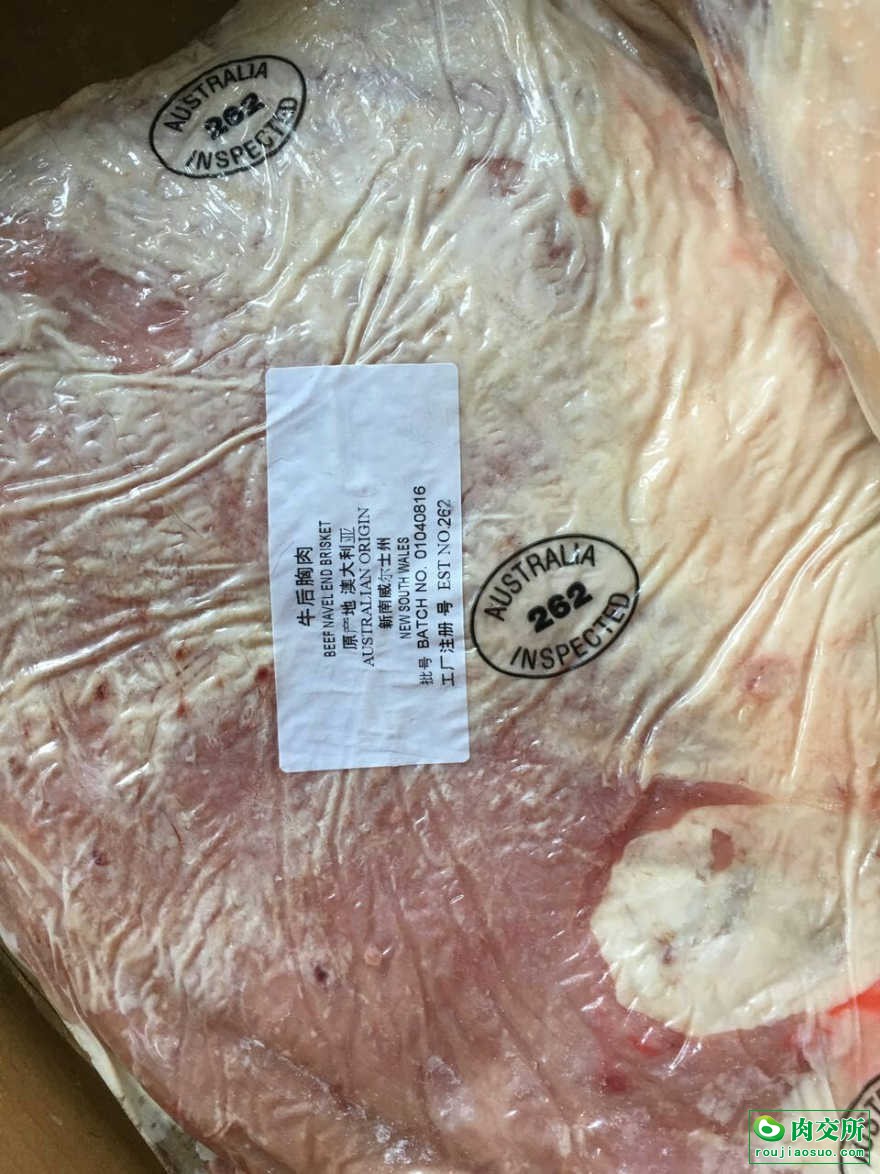 AUSTRALIA
262
INSPECTED
牛后胸肉
BEEF NAVEL END BRISKET
原产地 澳大利亚
AUSTRALIAN ORIGIN
新南威尔士州
NEW SOUTH WALES
批号 BATCH NO. 01040816
工厂注册号 EST NO.262
AUSTRALIA
262
INSPECTED
肉交所
roujiaosuo.com